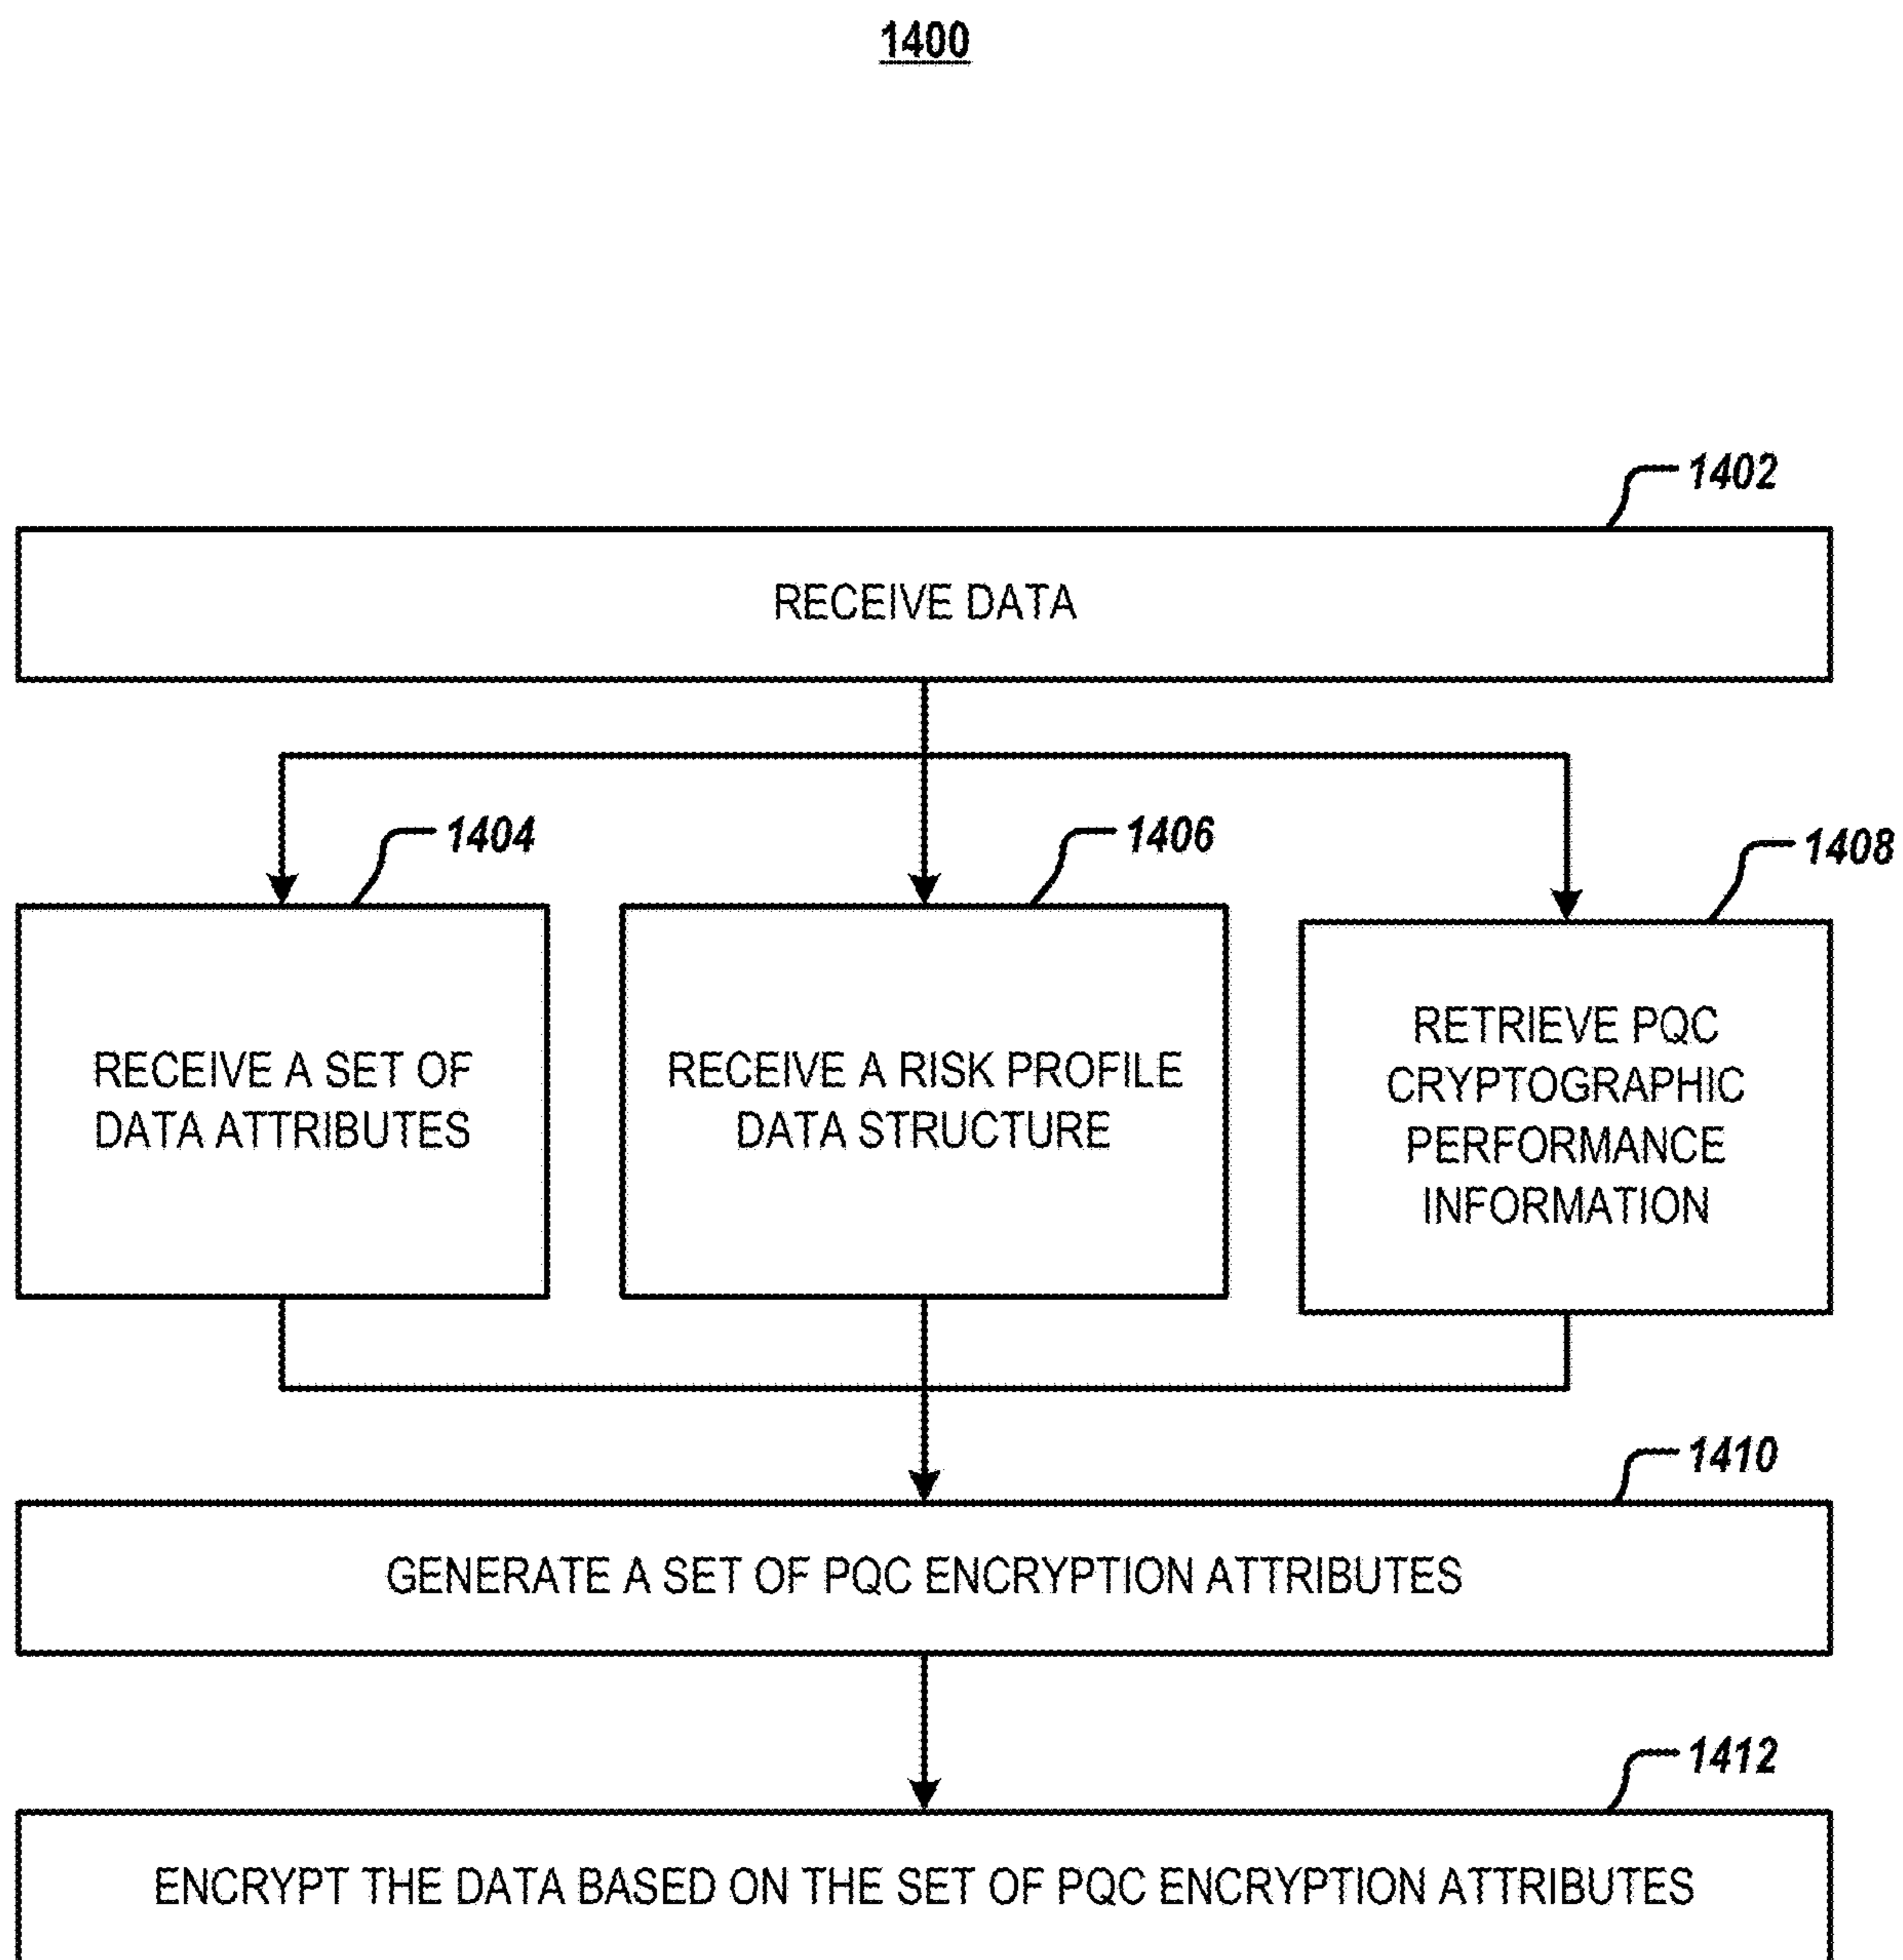 1400
1402
RECEIVE DATA
1404
1406
1408
RECEIVE A SET OF
DATA ATTRIBUTES
RECEIVE A RISK PROFILE
DATA STRUCTURE
RETRIEVE PQC
CRYPTOGRAPHIC
PERFORMANCE
INFORMATION
1410
GENERATE A SET OF PQC ENCRYPTION ATTRIBUTES
1412
ENCRYPT THE DATA BASED ON THE SET OF PQC ENCRYPTION ATTRIBUTES